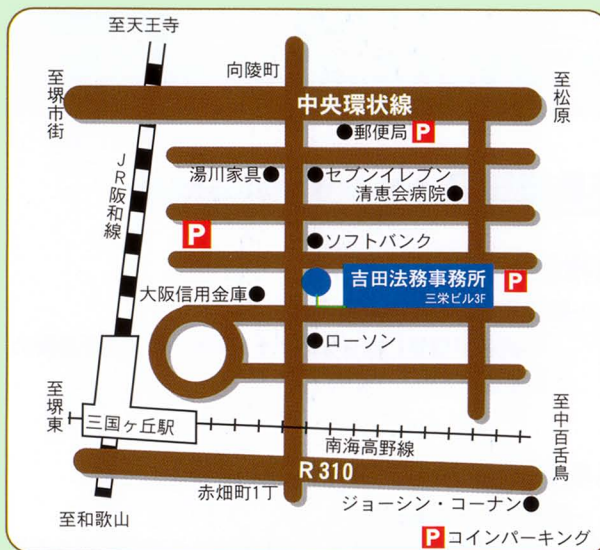 至天王寺
向陵町
至堺市街
中央環状線
至松原
郵便局 P
JR阪和線
湯川家具
セブンイレブン
清恵会病院
P
ソフトバンク
吉田法務事務所
三栄ビル3F
P
大阪信用金庫
ローソン
至堺東
三国ヶ丘駅
南海高野線
至中百舌鳥
R 310
赤畑町1丁
ジョーシン・コーナン
至和歌山
P コインパーキング